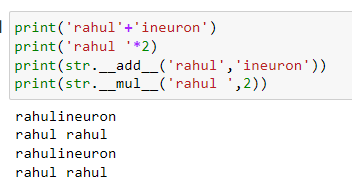 print('rahul'+'ineuron')
print('rahul '*2)
print(str.__add__('rahul','ineuron'))
print(str.__mul__('rahul ',2))
rahulineuron
rahul rahul
rahulineuron
rahul rahul